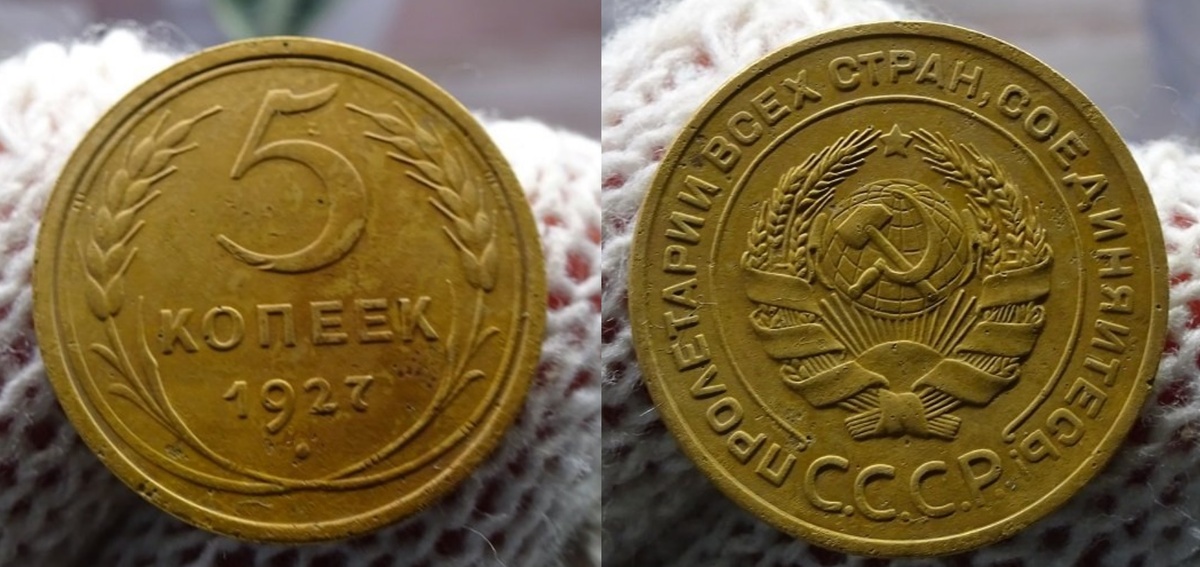 5
КОПЕЕК
1927
ПРОЛЕТАРИИ ВСЕХ СТРАН, СОЕДИНЯЙТЕСЬ!
С.С.С.Р.